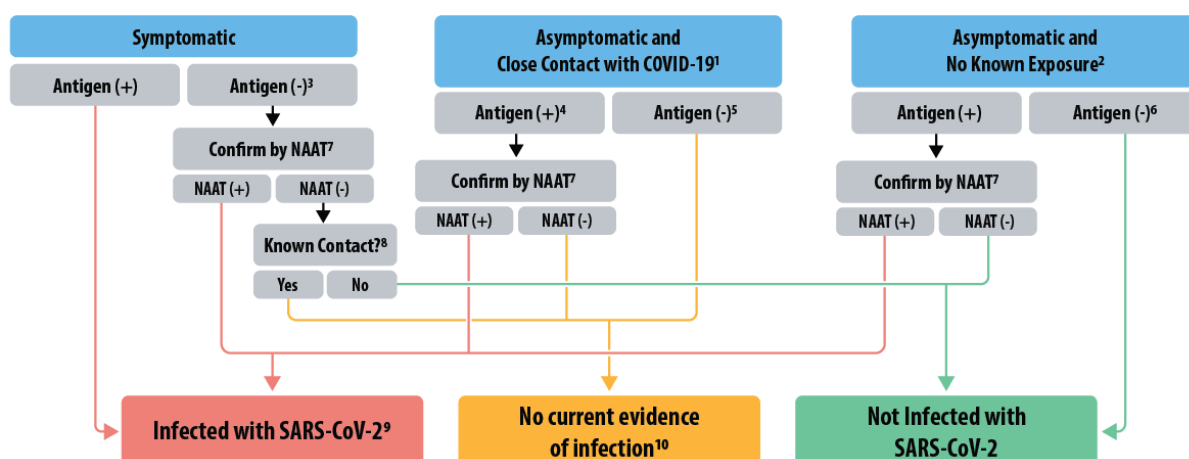 Symptomatic
Antigen (+)
Antigen (-)³
Confirm by NAAT⁷
NAAT (+)
NAAT (-)
Known Contact?⁸
Yes
No
Asymptomatic and
Close Contact with COVID-19¹
Antigen (+)⁴
Antigen (-)⁵
Confirm by NAAT⁷
NAAT (+)
NAAT (-)
Asymptomatic and
No Known Exposure²
Antigen (+)
Antigen (-)⁶
Confirm by NAAT⁷
NAAT (+)
NAAT (-)
Infected with SARS-CoV-2⁹
No current evidence
of infection¹⁰
Not Infected with
SARS-CoV-2